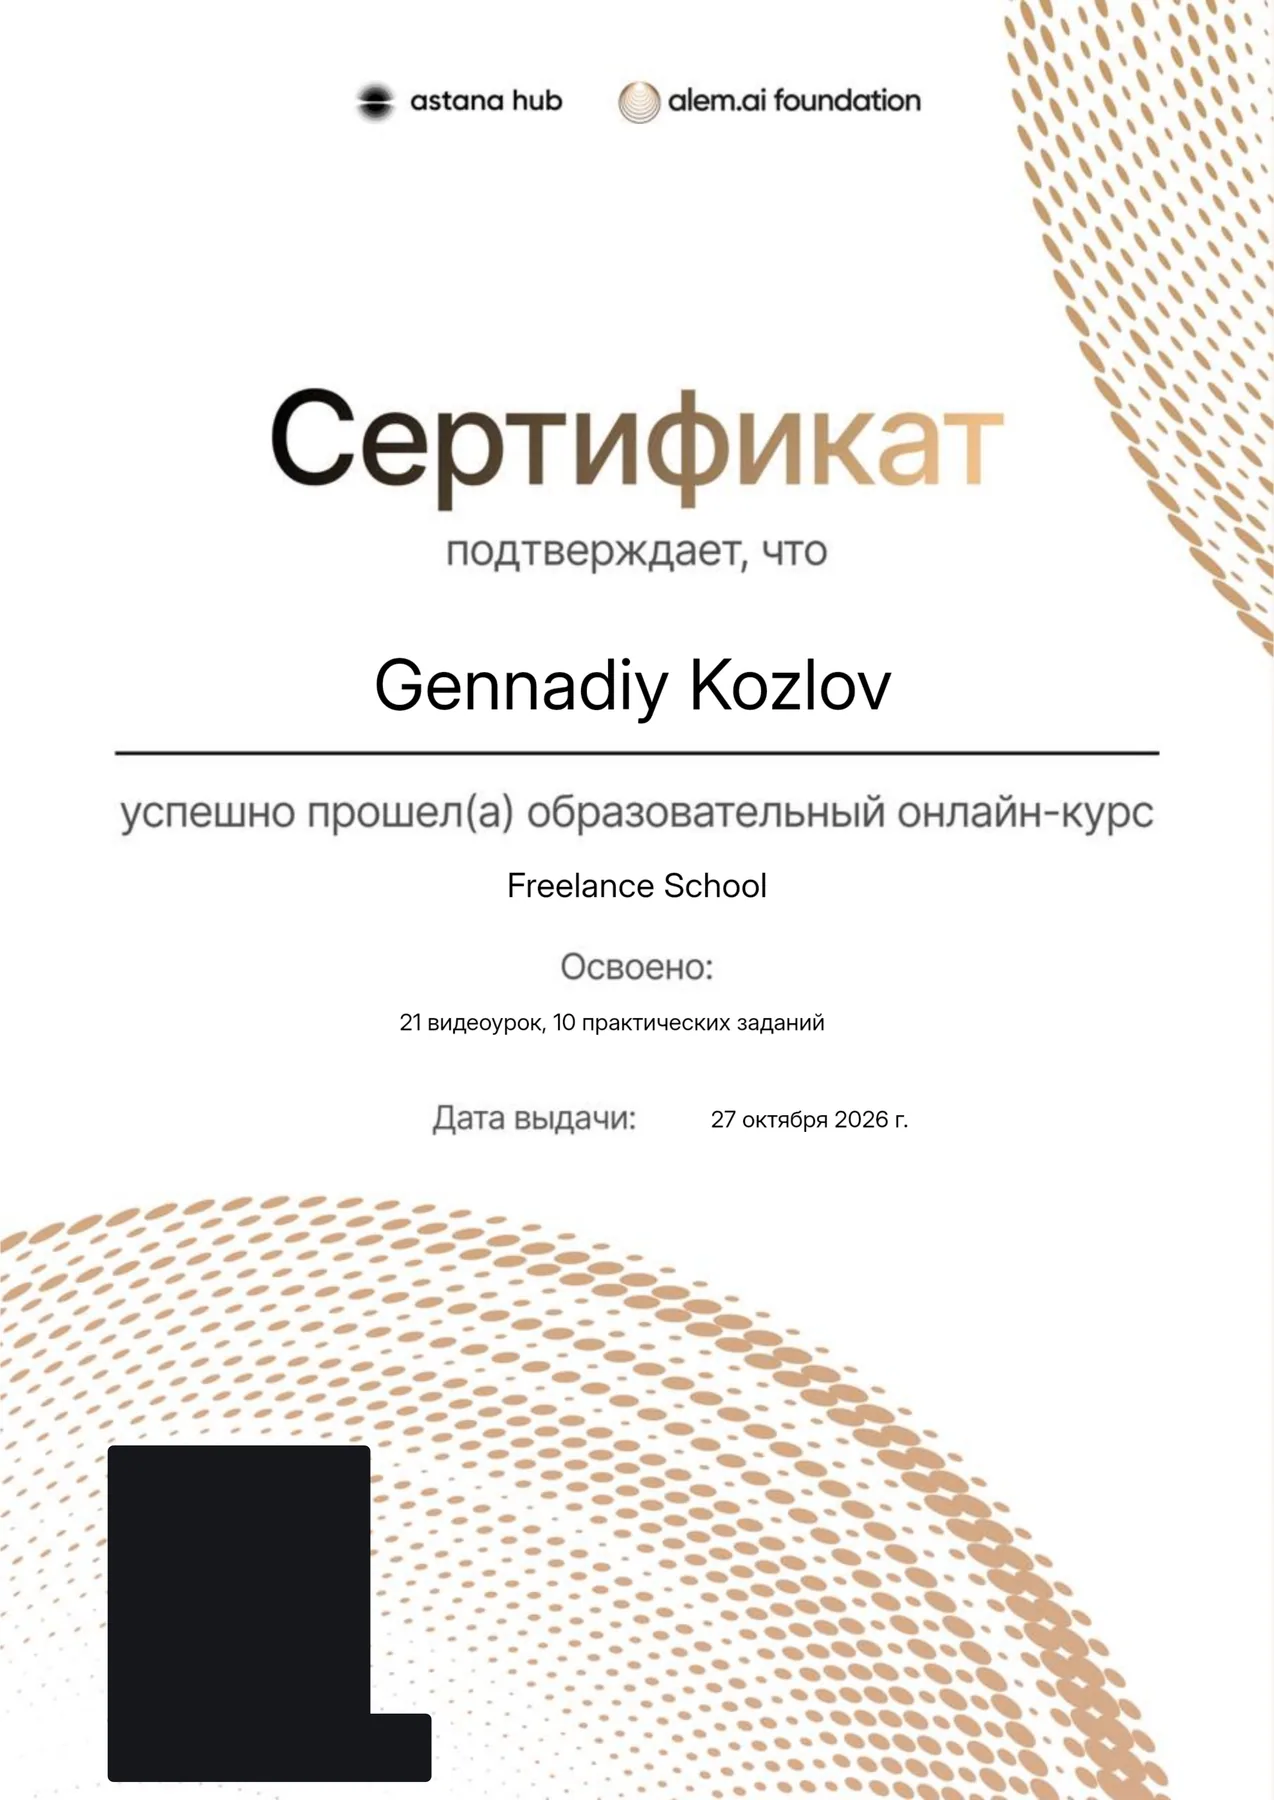 astana hub alem.ai foundation
Сертификат
подтверждает, что
Gennadiy Kozlov
успешно прошел(а) образовательный онлайн-курс
Freelance School
Освоено:
21 видеоурок, 10 практических заданий
Дата выдачи: 27 октября 2026 г.